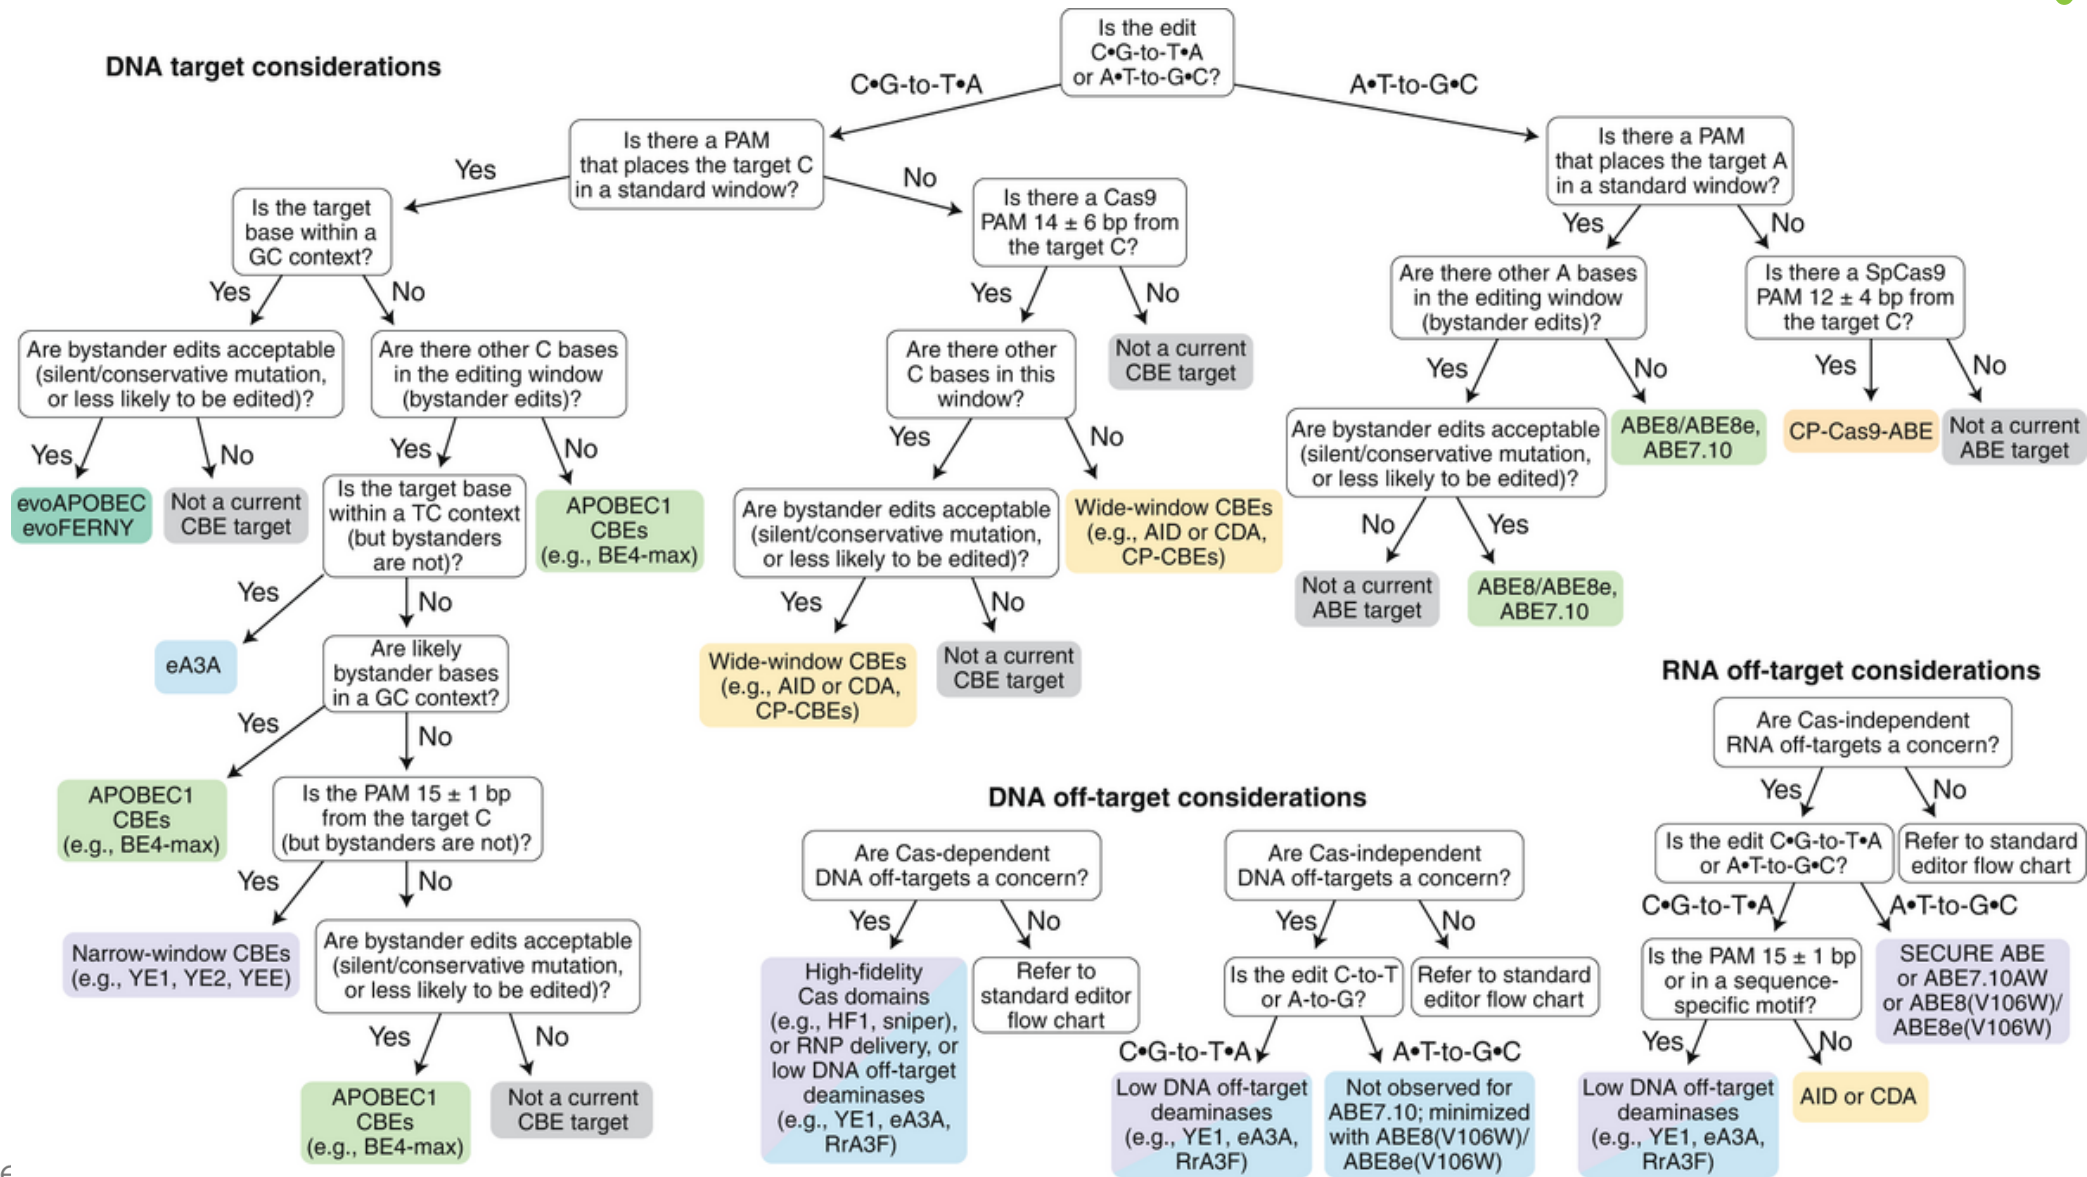 DNA target considerations
Is the edit
C•G-to-T•A
or A•T-to-G•C?
C•G-to-T•A
A•T-to-G•C
Is there a PAM
that places the target C
in a standard window?
Yes
No
Is the target
base within a
GC context?
Yes
No
Are bystander edits acceptable
(silent/conservative mutation,
or less likely to be edited)?
Yes
No
evoAPOBEC
evoFERNY
Not a current
CBE target
Are there other C bases
in the editing window
(bystander edits)?
Yes
No
APOBEC1
CBEs
(e.g., BE4-max)
Is the target base
within a TC context
(but bystanders
are not)?
Yes
No
eA3A
Are likely
bystander bases
in a GC context?
Yes
No
APOBEC1
CBEs
(e.g., BE4-max)
Is the PAM 15 ± 1 bp
from the target C
(but bystanders are not)?
Yes
No
Narrow-window CBEs
(e.g., YE1, YE2, YEE)
Are bystander edits acceptable
(silent/conservative mutation,
or less likely to be edited)?
Yes
No
APOBEC1
CBEs
(e.g., BE4-max)
Not a current
CBE target
Is there a Cas9
PAM 14 ± 6 bp from
the target C?
Yes
No
Not a current
CBE target
Are there other
C bases in this
window?
Yes
No
Wide-window CBEs
(e.g., AID or CDA,
CP-CBEs)
Are bystander edits acceptable
(silent/conservative mutation,
or less likely to be edited)?
Yes
No
Wide-window CBEs
(e.g., AID or CDA,
CP-CBEs)
Not a current
CBE target
Is there a PAM
that places the target A
in a standard window?
Yes
No
Are there other A bases
in the editing window
(bystander edits)?
Yes
No
ABE8/ABE8e,
ABE7.10
Are bystander edits acceptable
(silent/conservative mutation,
or less likely to be edited)?
No
Yes
Not a current
ABE target
ABE8/ABE8e,
ABE7.10
Is there a SpCas9
PAM 12 ± 4 bp from
the target C?
Yes
No
CP-Cas9-ABE
Not a current
ABE target
DNA off-target considerations
Are Cas-dependent
DNA off-targets a concern?
Yes
No
High-fidelity
Cas domains
(e.g., HF1, sniper),
or RNP delivery, or
low DNA off-target
deaminases
(e.g., YE1, eA3A,
RrA3F)
Refer to
standard editor
flow chart
Are Cas-independent
DNA off-targets a concern?
Yes
No
Is the edit C-to-T
or A-to-G?
Refer to standard
editor flow chart
C•G-to-T•A
A•T-to-G•C
Low DNA off-target
deaminases
(e.g., YE1, eA3A,
RrA3F)
Not observed for
ABE7.10; minimized
with ABE8(V106W)/
ABE8e(V106W)
RNA off-target considerations
Are Cas-independent
RNA off-targets a concern?
Yes
No
Is the edit C•G-to-T•A
or A•T-to-G•C?
Refer to standard
editor flow chart
C•G-to-T•A
A•T-to-G•C
Is the PAM 15 ± 1 bp
or in a sequence-
specific motif?
SECURE ABE
or ABE7.10AW
or ABE8(V106W)/
ABE8e(V106W)
Yes
No
Low DNA off-target
deaminases
(e.g., YE1, eA3A,
RrA3F)
AID or CDA